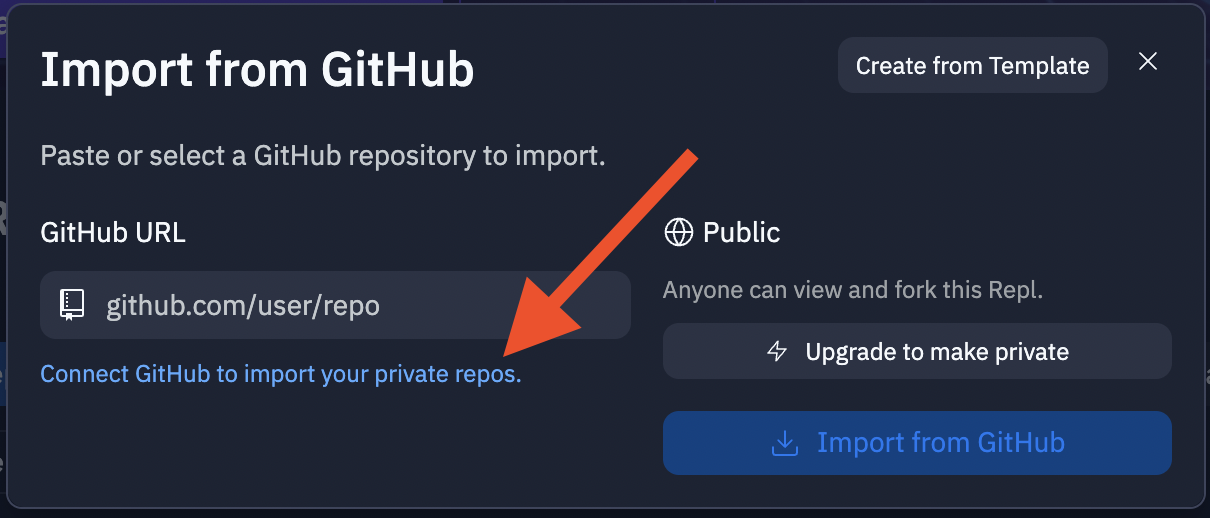 Import from GitHub
Create from Template
Paste or select a GitHub repository to import.
GitHub URL
Public
github.com/user/repo
Anyone can view and fork this Repl.
Upgrade to make private
Connect GitHub to import your private repos.
Import from GitHub